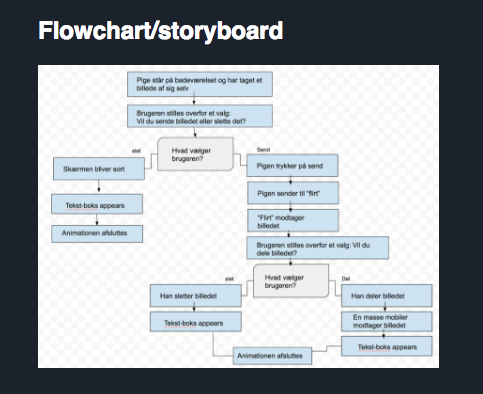 Flowchart/storyboard
Pige står på badeværelset og har taget et
billede af sig selv
Brugeren stilles overfor et valg:
Vil du sende billedet eller slette det?
slet
Hvad vælger
brugeren?
Send
Skærmen bliver sort
Pigen trykker på send
Tekst-boks appears
Pigen sender til "flirt"
Animationen afsluttes
"Flirt" modtager
billedet
Brugeren stilles overfor et valg: Vil du
dele billedet?
slet
Hvad vælger
brugeren?
Del
Han sletter billedet
Han deler billedet
Tekst-boks appears
En masse mobiler
modtager billedet
Tekst-boks appears
Animationen afsluttes